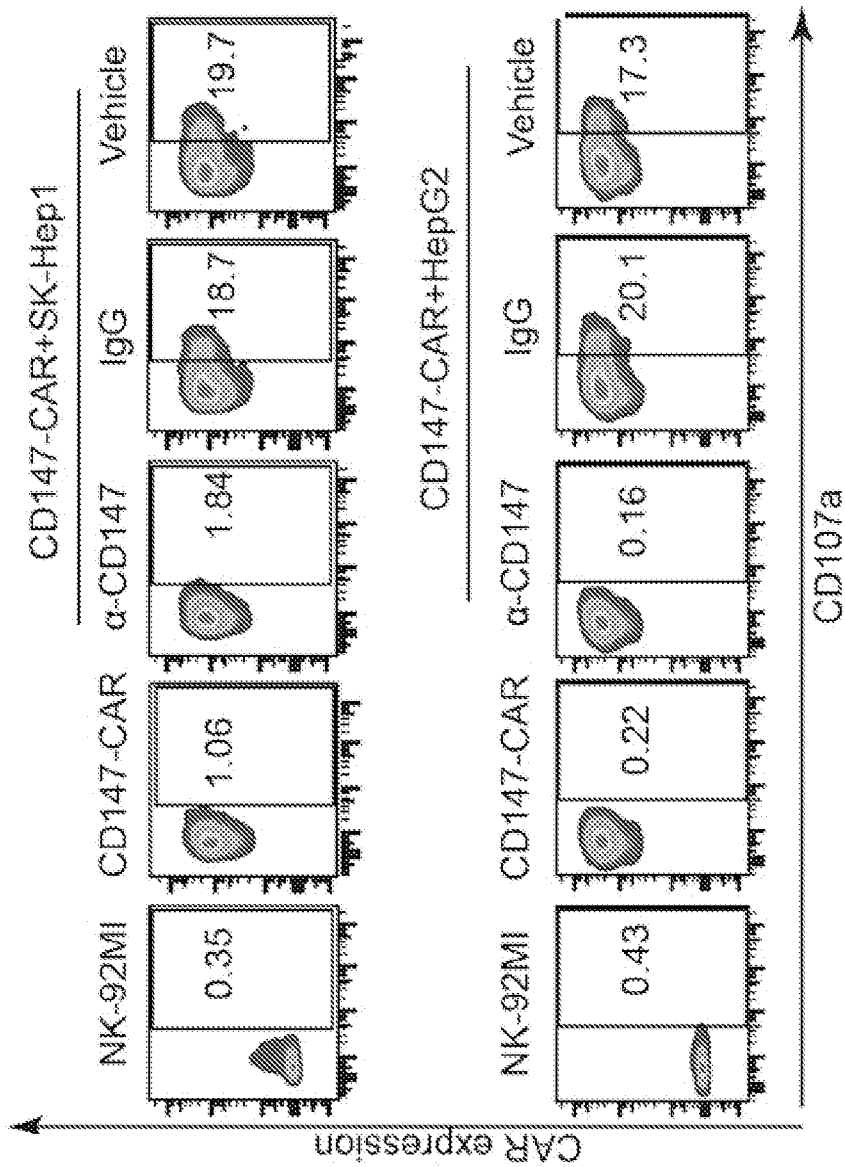 CD147-CAR+SK-Hep1
NK-92MI
CD147-CAR
α-CD147
IgG
Vehicle
0.35
1.06
1.84
18.7
19.7
CD147-CAR+HepG2
NK-92MI
CD147-CAR
α-CD147
IgG
Vehicle
0.43
0.22
0.16
20.1
17.3
CAR expression
CD107a